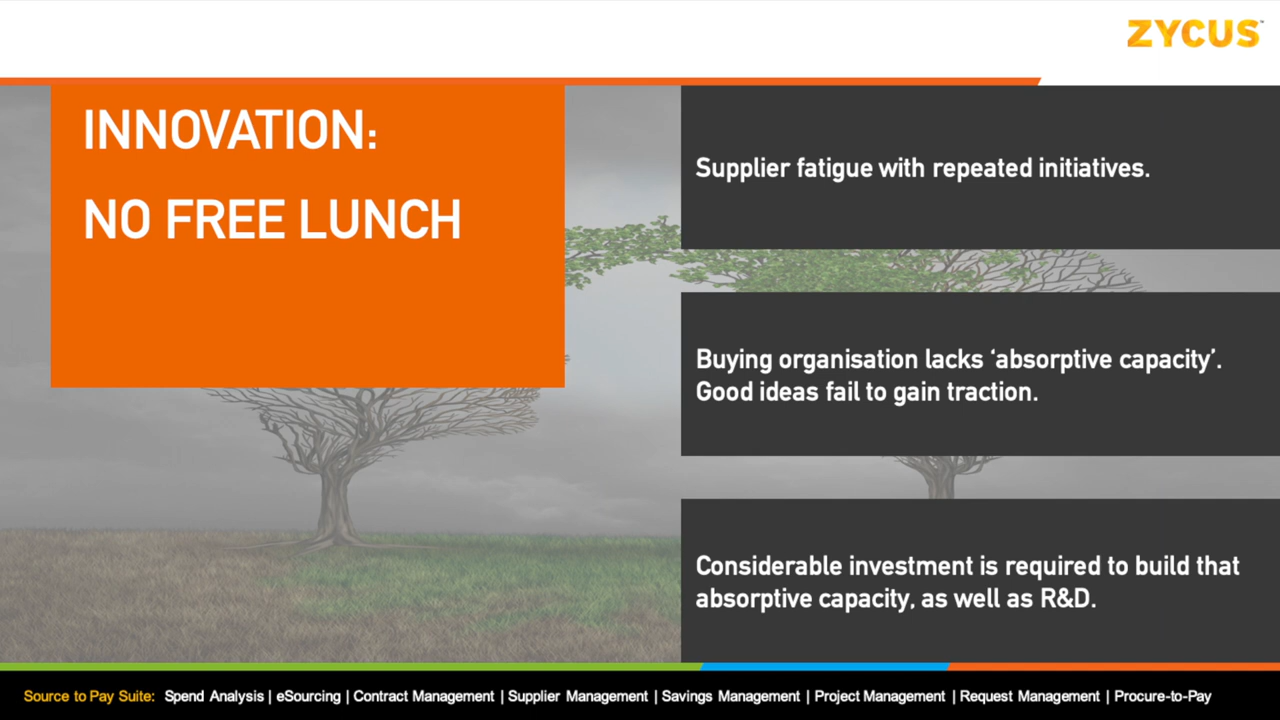 ZYCUS™
INNOVATION:
NO FREE LUNCH
Supplier fatigue with repeated initiatives.
Buying organisation lacks ‘absorptive capacity’.
Good ideas fail to gain traction.
Considerable investment is required to build that
absorptive capacity, as well as R&D.
Source to Pay Suite: Spend Analysis | eSourcing | Contract Management | Supplier Management | Savings Management | Project Management | Request Management | Procure-to-Pay